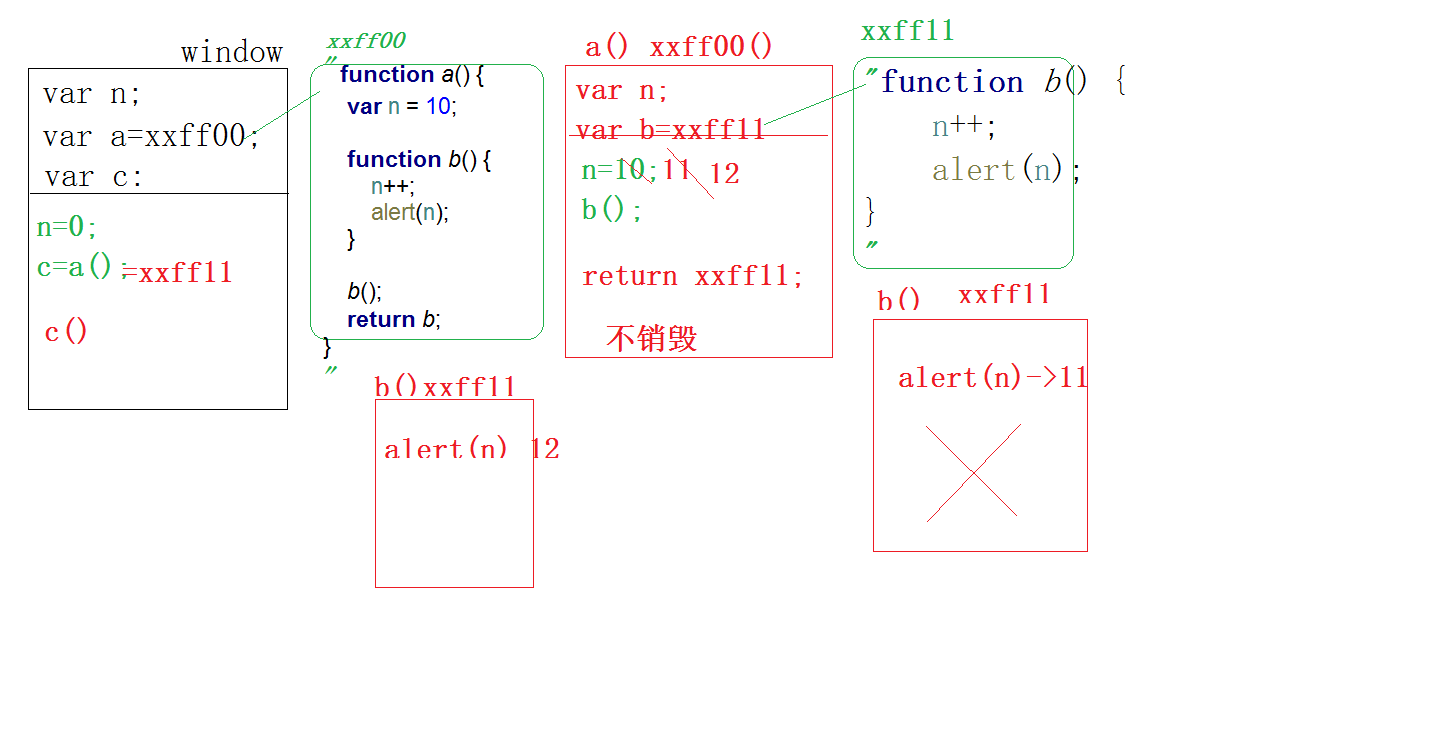 window
var n;
var a=xxff00;
var c:
n=0;
c=a();=xxff11
c()
xxff00
"
function a() {
var n = 10;
function b() {
n++;
alert(n);
}
b();
return b;
}
"
b()xxff11
alert(n) 12
a() xxff00()
var n;
var b=xxff11
n=10;11 12
b();
return xxff11;
不销毁
xxff11
"function b() {
n++;
alert(n);
}
"
b() xxff11
alert(n)->11